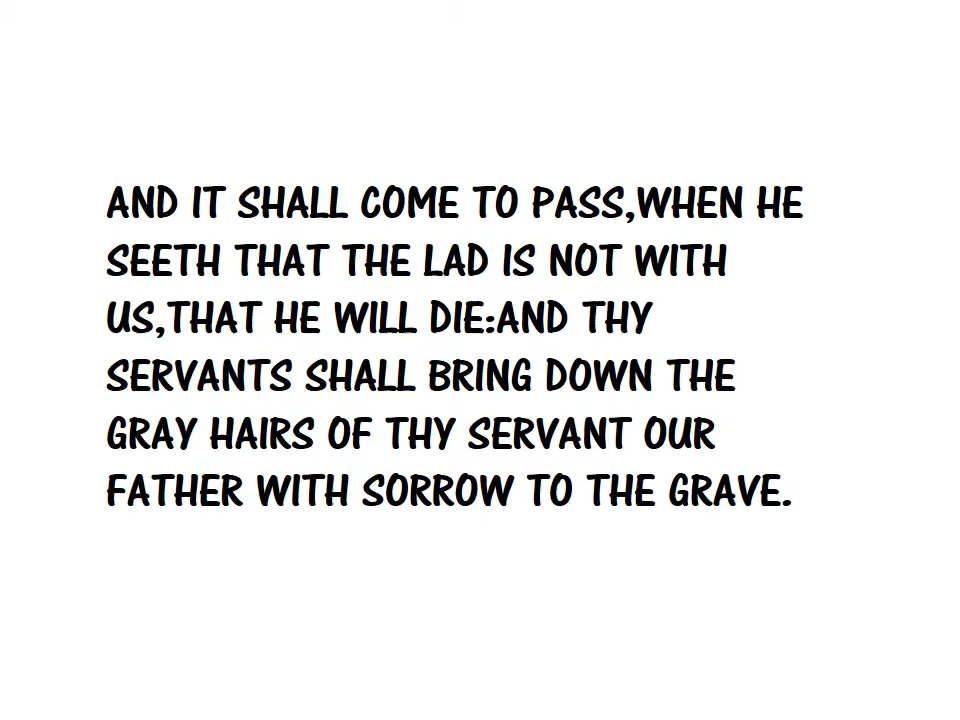 AND IT SHALL COME TO PASS,WHEN HE
SEETH THAT THE LAD IS NOT WITH
US,THAT HE WILL DIE:AND THY
SERVANTS SHALL BRING DOWN THE
GRAY HAIRS OF THY SERVANT OUR
FATHER WITH SORROW TO THE GRAVE.